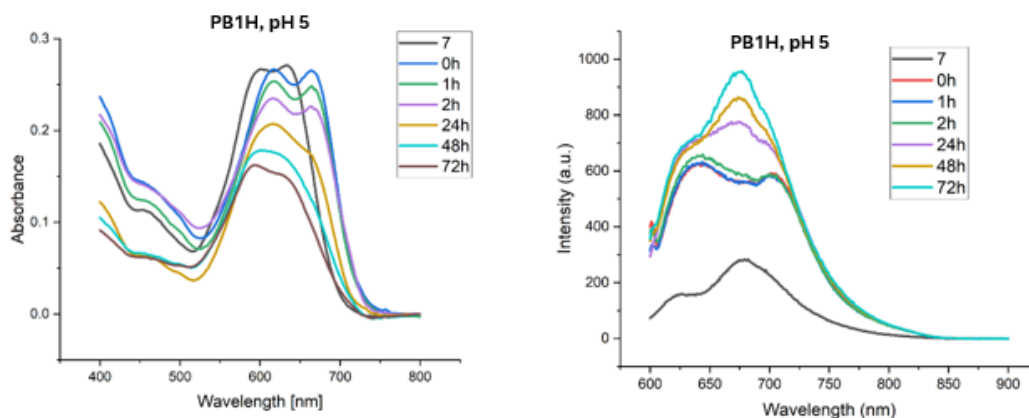 PB1H, pH 5
0.3
0.2
0.1
0.0
Absorbance
400 500 600 700 800
Wavelength [nm]
7
0h
1h
2h
24h
48h
72h
PB1H, pH 5
1000
800
600
400
200
0
Intensity (a.u.)
600 650 700 750 800 850 900
Wavelength (nm)
7
0h
1h
2h
24h
48h
72h